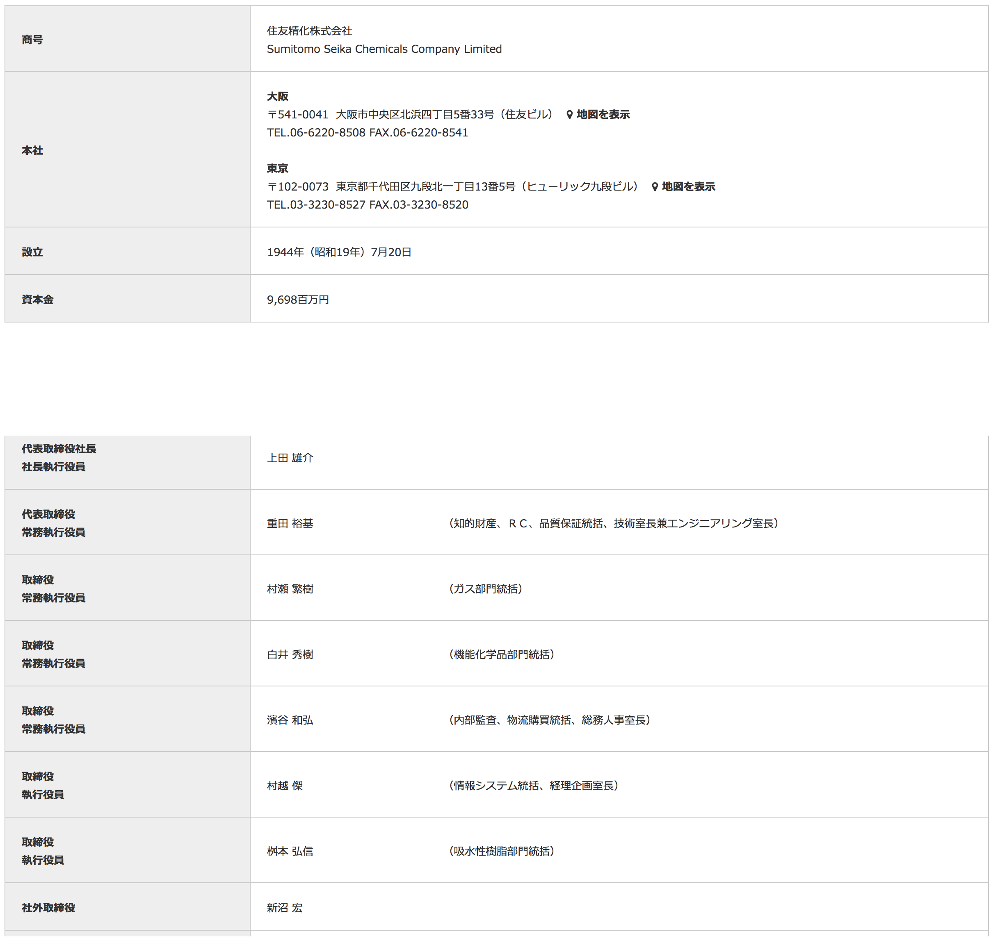 商号
住友精化株式会社
Sumitomo Seika Chemicals Company Limited
本社
大阪
〒541-0041 大阪市中央区北浜四丁目5番33号（住友ビル） 地図を表示
TEL.06-6220-8508 FAX.06-6220-8541
東京
〒102-0073 東京都千代田区九段北一丁目13番5号（ヒューリック九段ビル） 地図を表示
TEL.03-3230-8527 FAX.03-3230-8520
設立
1944年（昭和19年）7月20日
資本金
9,698百万円
代表取締役社長
社長執行役員
上田 雄介
代表取締役
常務執行役員
重田 裕基 （知的財産、ＲＣ、品質保証統括、技術室長兼エンジニアリング室長）
取締役
常務執行役員
村瀬 繁樹 （ガス部門統括）
取締役
常務執行役員
白井 秀樹 （機能化学品部門統括）
取締役
常務執行役員
濱谷 和弘 （内部監査、物流購買統括、総務人事室長）
取締役
執行役員
村越 傑 （情報システム統括、経理企画室長）
取締役
執行役員
桝本 弘信 （吸水性樹脂部門統括）
社外取締役
新沼 宏